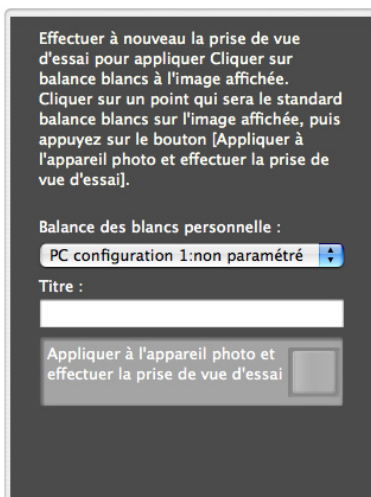 Effectuer à nouveau la prise de vue
d'essai pour appliquer Cliquer sur
balance blancs à l'image affichée.
Cliquer sur un point qui sera le standard
balance blancs sur l'image affichée, puis
appuyez sur le bouton [Appliquer à
l'appareil photo et effectuer la prise de
vue d'essai].
Balance des blancs personnelle :
PC configuration 1:non paramétré
Titre :
Appliquer à l'appareil photo et
effectuer la prise de vue d'essai